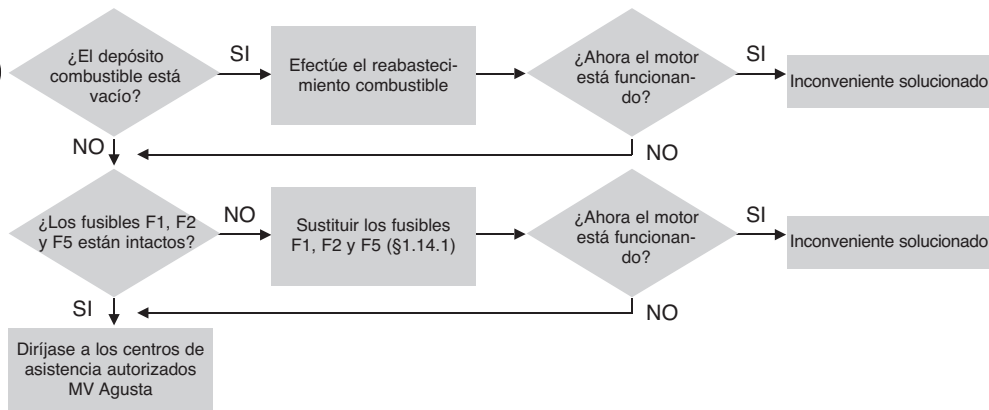 ¿El depósito
combustible está
vacío?
SI
Efectúe el reabasteci-
miento combustible
¿Ahora el motor
está funcionan-
do?
SI
Inconveniente solucionado
NO
NO
¿Los fusibles F1, F2
y F5 están intactos?
NO
Sustituir los fusibles
F1, F2 y F5 (§1.14.1)
¿Ahora el motor
está funcionan-
do?
SI
Inconveniente solucionado
SI
NO
Diríjase a los centros de
asistencia autorizados
MV Agusta